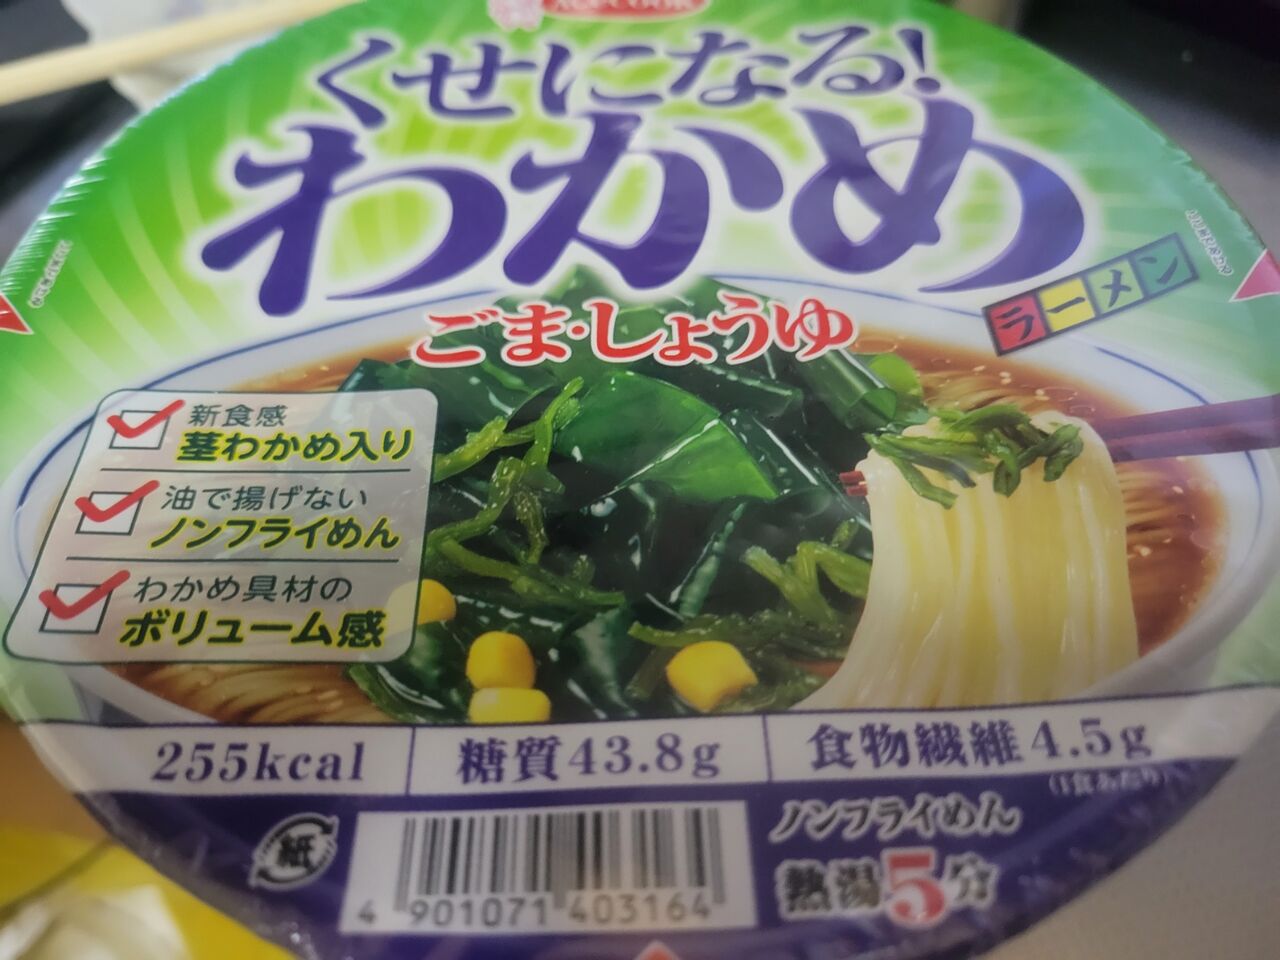 くせになる!
わかめ
ラーメン
ごま・しょうゆ
新食感
茎わかめ入り
油で揚げない
ノンフライめん
わかめ具材の
ボリューム感
255kcal
糖質43.8g
食物繊維4.5g
(1食あたり)
紙
ノンフライめん
熱湯5分
4 901071 403164